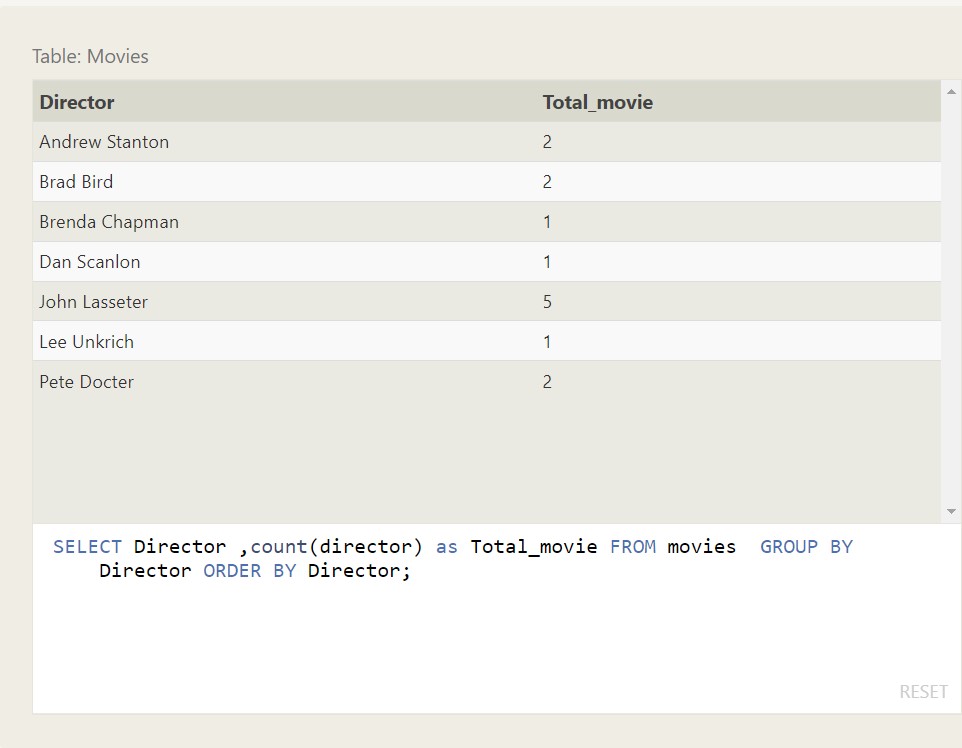 Table: Movies
Director Total_movie
Andrew Stanton 2
Brad Bird 2
Brenda Chapman 1
Dan Scanlon 1
John Lasseter 5
Lee Unkrich 1
Pete Docter 2
SELECT Director ,count(director) as Total_movie FROM movies  GROUP BY
Director ORDER BY Director;
RESET